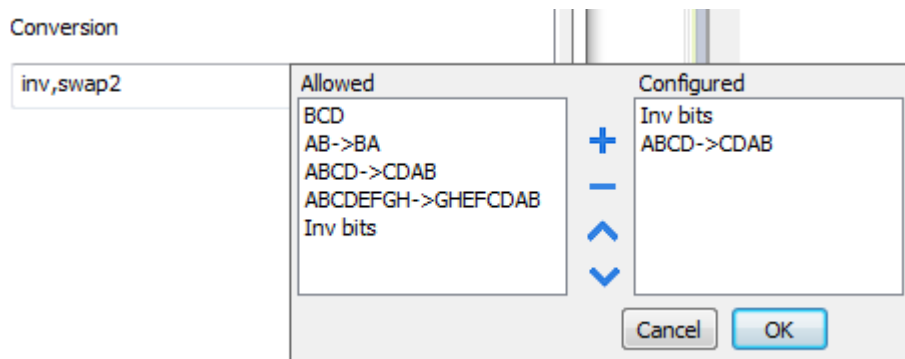 Conversion
inv,swap2
Allowed
BCD
AB->BA
ABCD->CDAB
ABCDEFGH->GHEFCDAB
Inv bits
Configured
Inv bits
ABCD->CDAB
Cancel
OK